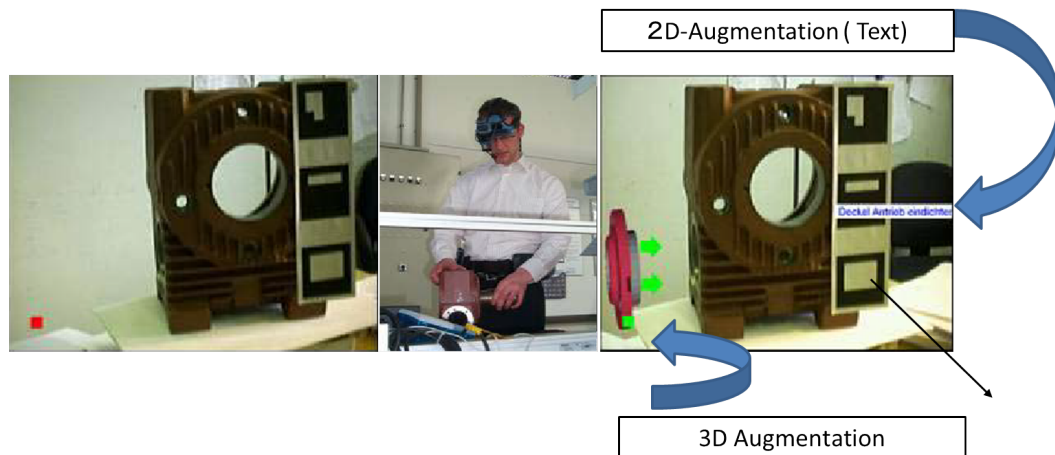 2D-Augmentation ( Text)
Deckel Antrieb eindichten
3D Augmentation